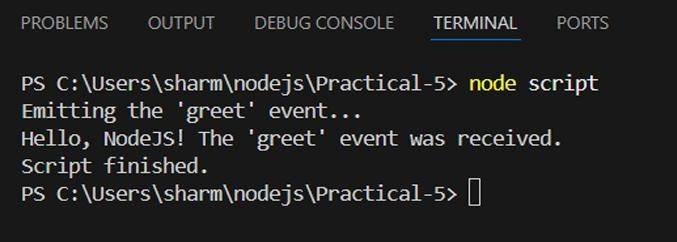 PROBLEMS OUTPUT DEBUG CONSOLE TERMINAL PORTS
PS C:\Users\sharm\nodejs\Practical-5> node script
Emitting the 'greet' event...
Hello, NodeJS! The 'greet' event was received.
Script finished.
PS C:\Users\sharm\nodejs\Practical-5>